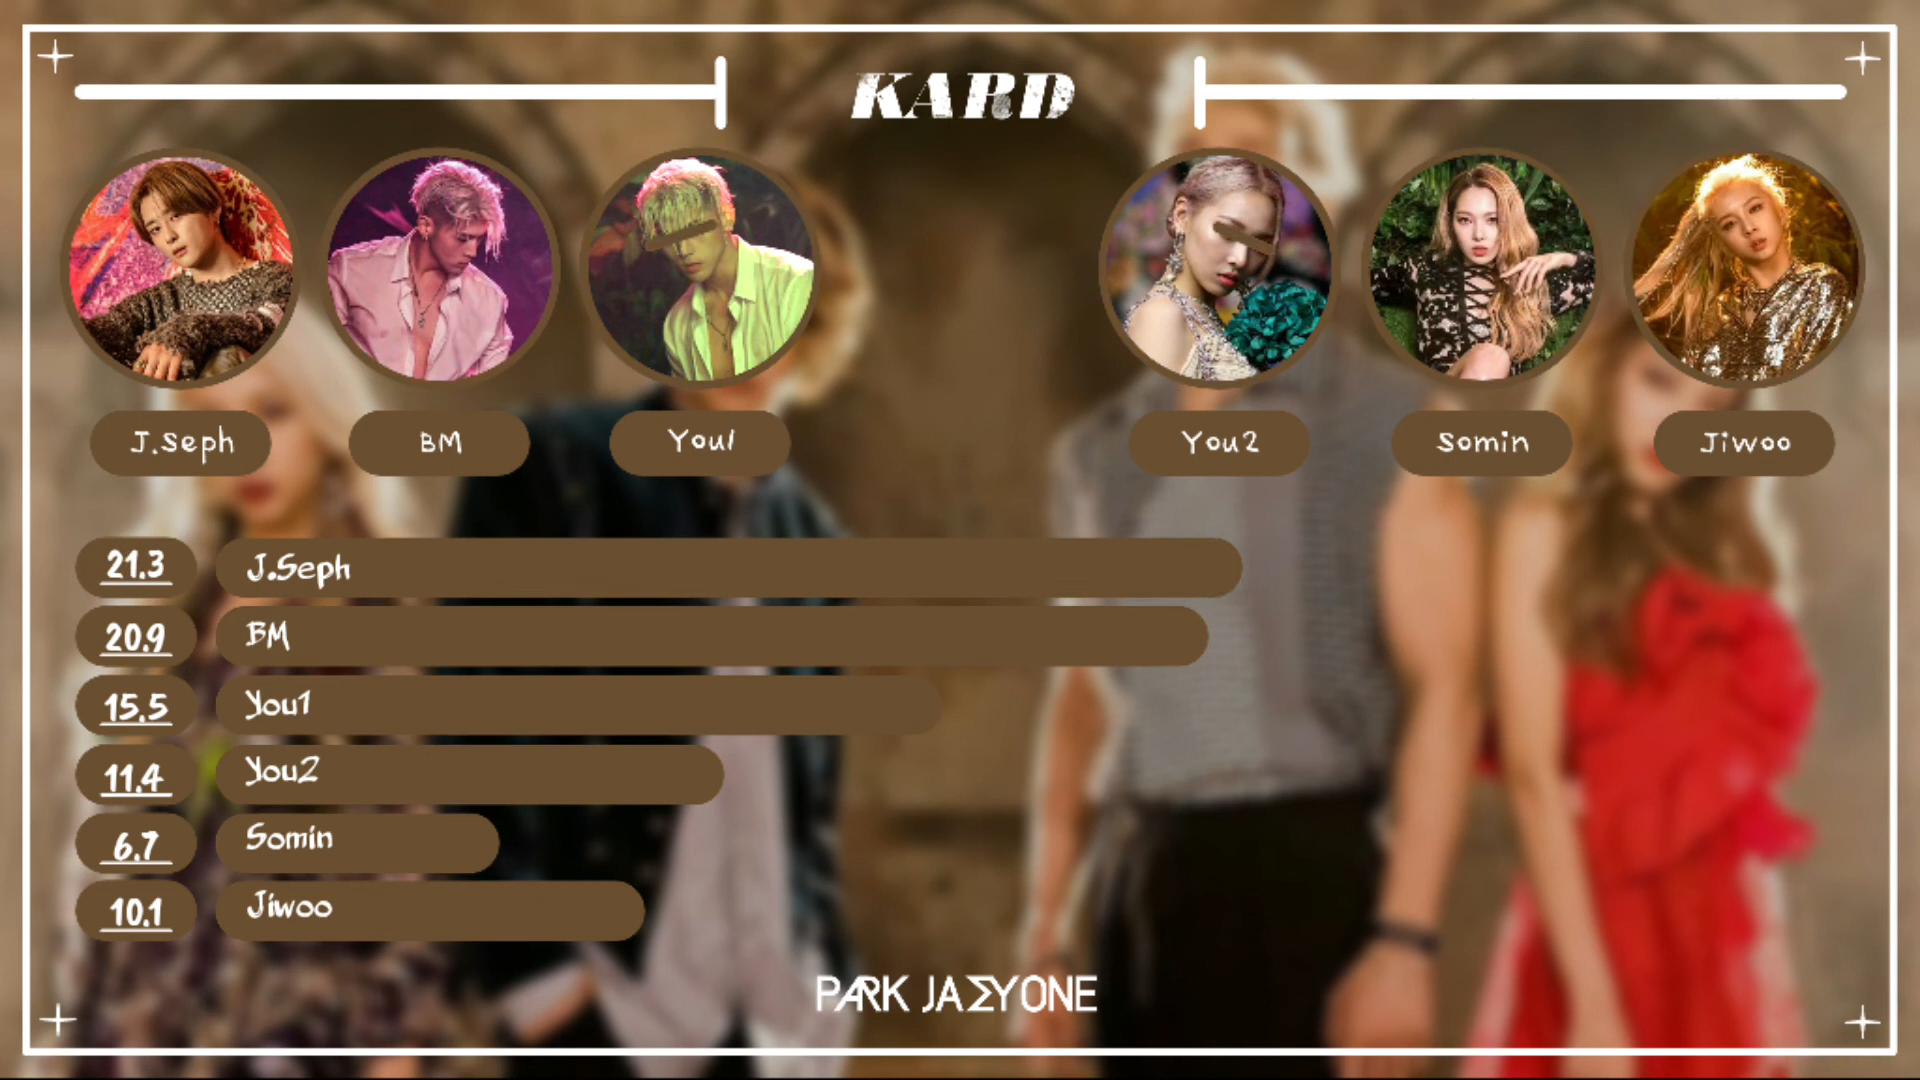 KARD
J.Seph
BM
You1
You2
Somin
Jiwoo
21.3 J.Seph
20.9 BM
15.5 You1
11.4 You2
6.7 Somin
10.1 Jiwoo
PARK JAEYONE